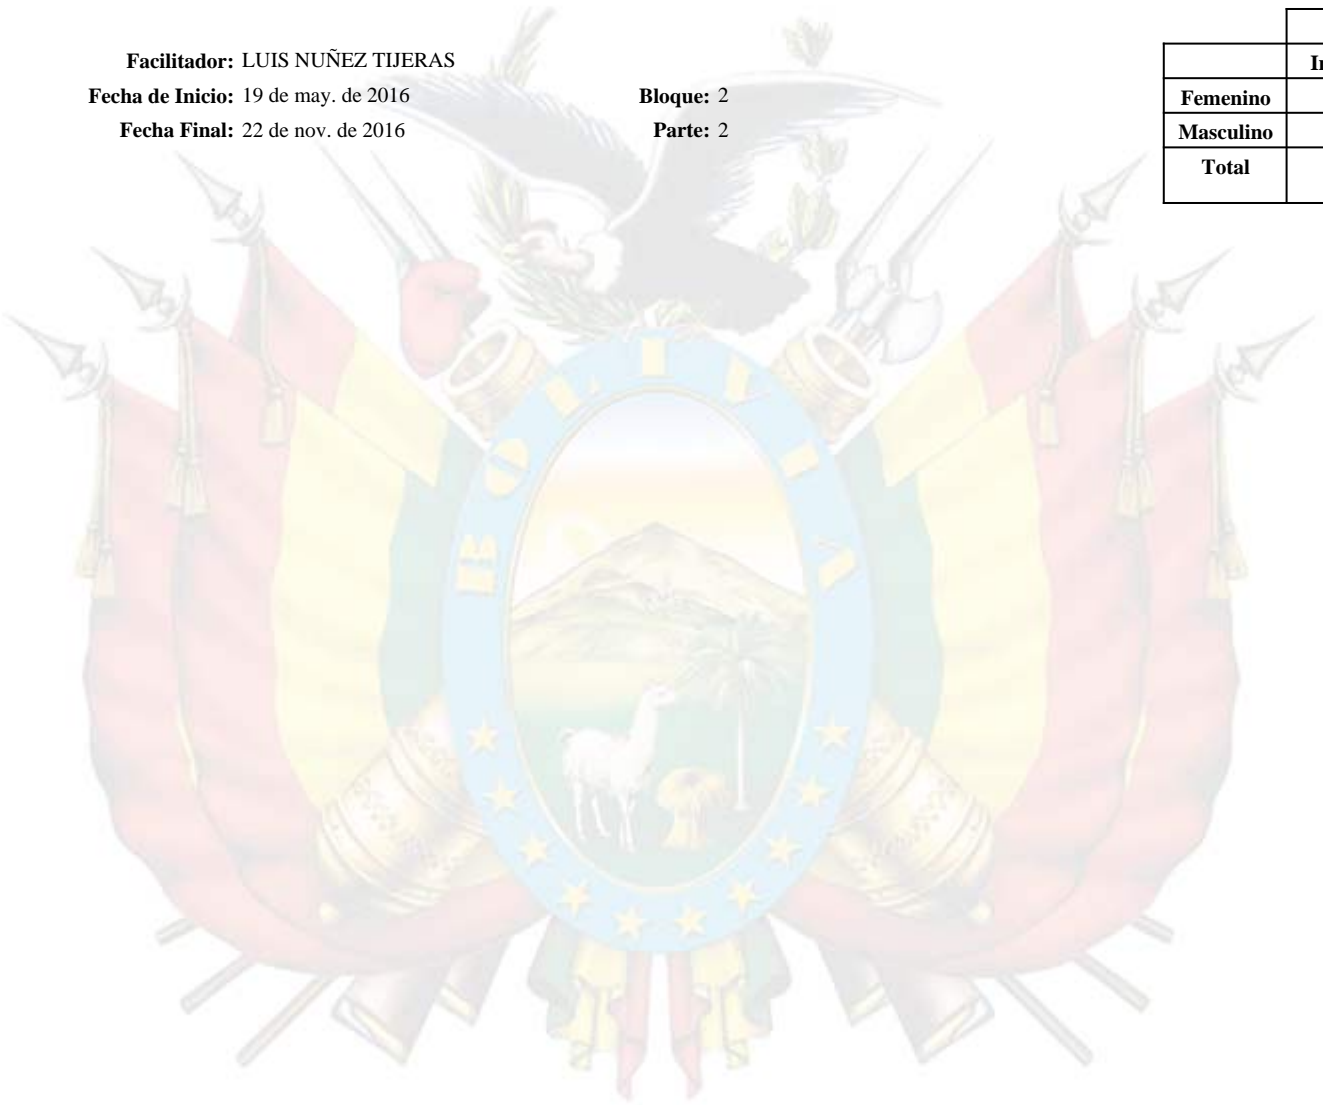 Facilitador: LUIS NUÑEZ TIJERAS
Fecha de Inicio: 19 de may. de 2016 Bloque: 2
Fecha Final: 22 de nov. de 2016 Parte: 2
Femenino
Masculino
Total
BOLIVIA